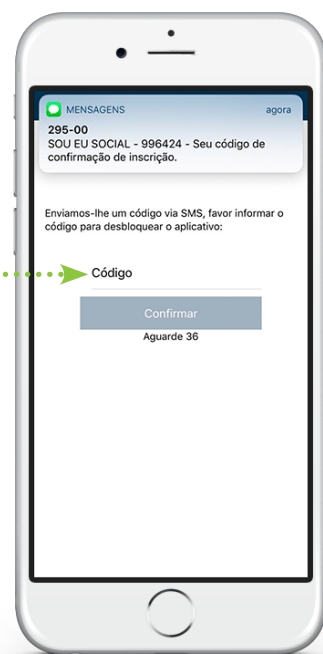 MENSAGENS agora
295-00
SOU EU SOCIAL - 996424 - Seu código de
confirmação de inscrição.
Enviamos-lhe um código via SMS, favor informar o
código para desbloquear o aplicativo:
Código
Confirmar
Aguarde 36